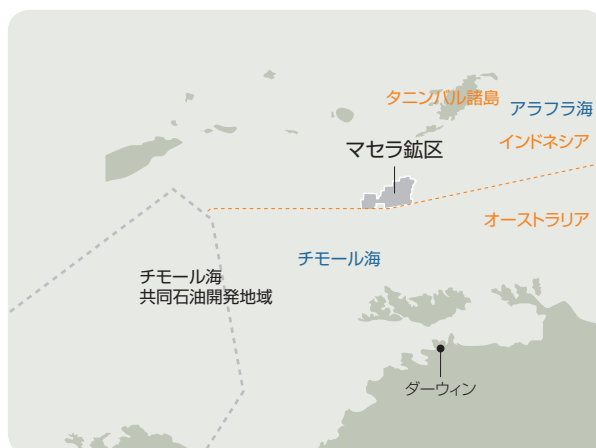 タニンバル諸島
アラフラ海
インドネシア
マセラ鉱区
オーストラリア
チモール海
チモール海
共同石油開発地域
ダーウィン